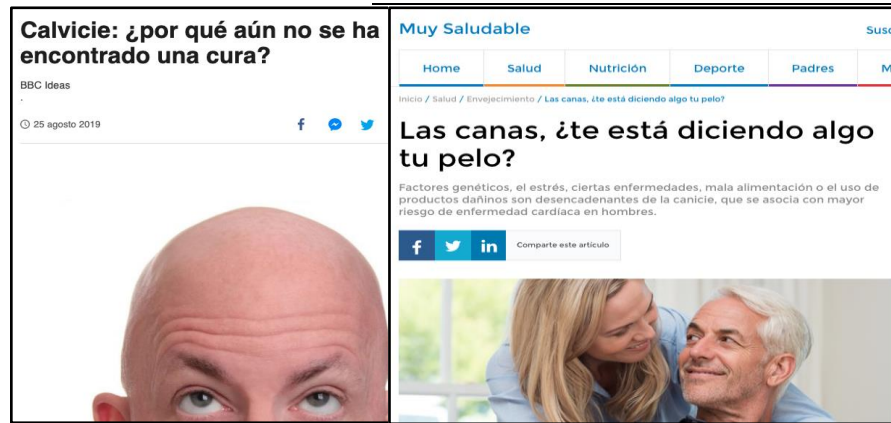 Calvicie: ¿por qué aún no se ha
encontrado una cura?
BBC Ideas
25 agosto 2019
Muy Saludable
Home Salud Nutrición Deporte Padres M
Inicio / Salud / Envejecimiento / Las canas, ¿te está diciendo algo tu pelo?
Las canas, ¿te está diciendo algo
tu pelo?
Factores genéticos, el estrés, ciertas enfermedades, mala alimentación o el uso de
productos dañinos son desencadenantes de la canicie, que se asocia con mayor
riesgo de enfermedad cardíaca en hombres.
Comparte este artículo